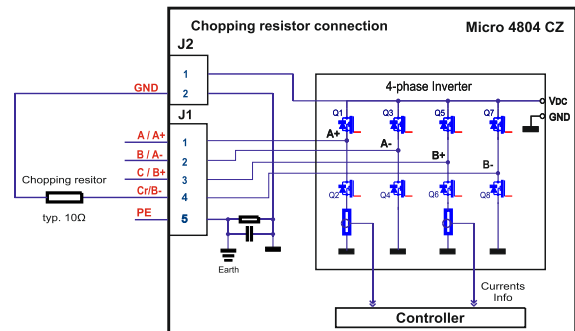 Chopping resistor connection
Micro 4804 CZ
J2
1
2
GND
J1
A / A+
1
B / A-
2
C / B+
3
Cr/B-
4
PE
5
Chopping resitor
typ. 10Ω
Earth
4-phase Inverter
Q1
Q3
Q5
Q7
A+
A-
B+
B-
Q2
Q4
Q6
Q8
VDC
GND
Currents
Info
Controller